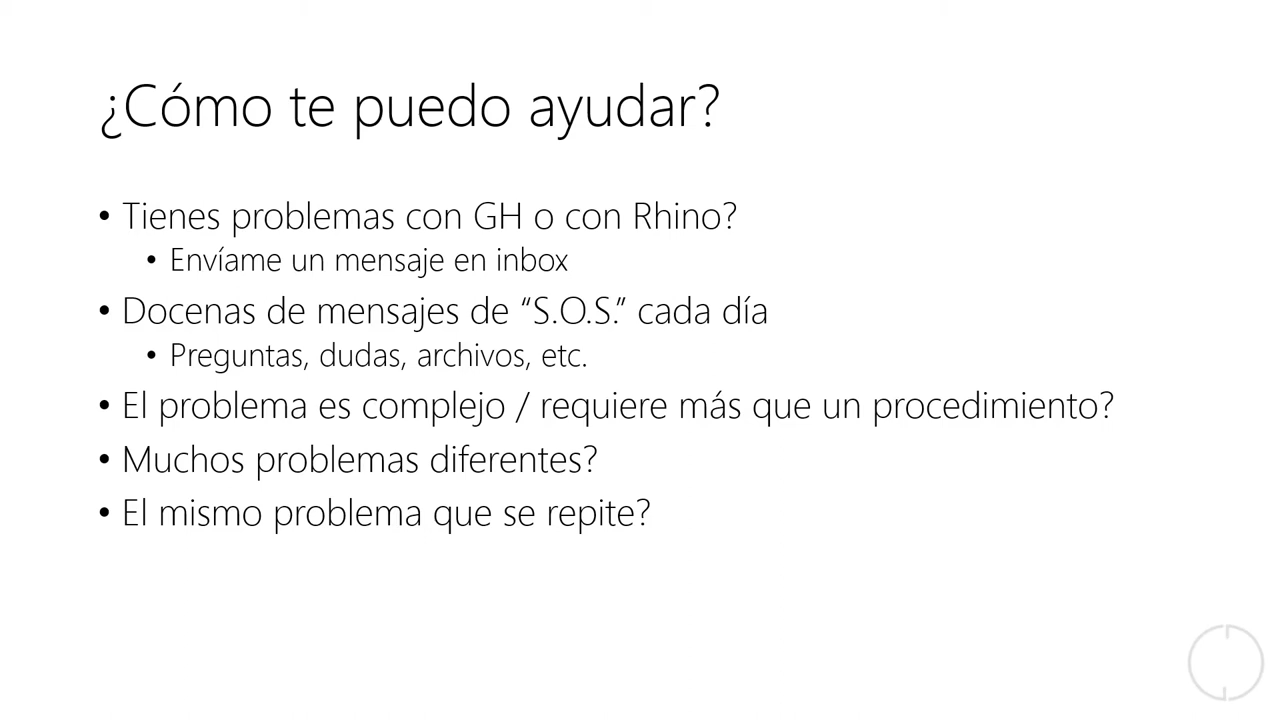 ¿Cómo te puedo ayudar?
• Tienes problemas con GH o con Rhino?
• Envíame un mensaje en inbox
• Docenas de mensajes de “S.O.S.” cada día
• Preguntas, dudas, archivos, etc.
• El problema es complejo / requiere más que un procedimiento?
• Muchos problemas diferentes?
• El mismo problema que se repite?